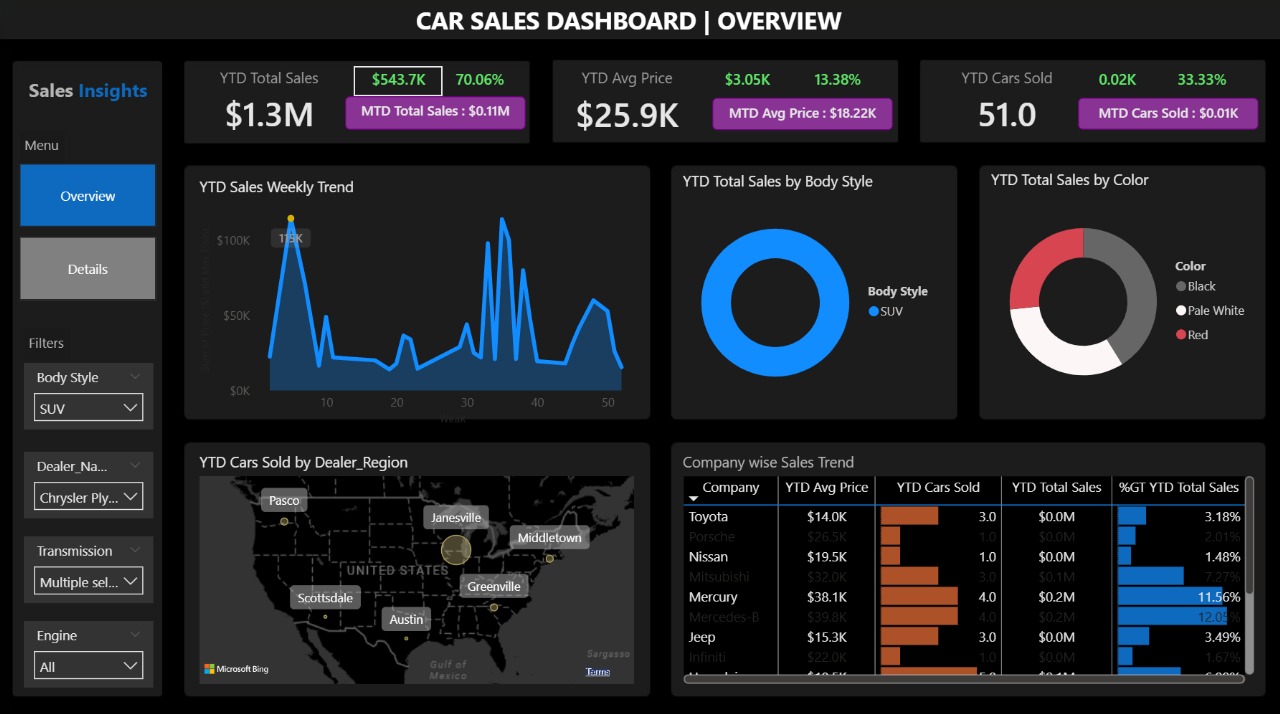 CAR SALES DASHBOARD | OVERVIEW
Sales Insights
Menu
Overview
Details
Filters
Body Style
SUV
Dealer_Na...
Chrysler Ply...
Transmission
Multiple sel...
Engine
All
YTD Total Sales
$543.7K 70.06%
$1.3M
MTD Total Sales : $0.11M
YTD Avg Price
$3.05K 13.38%
$25.9K
MTD Avg Price : $18.22K
YTD Cars Sold
0.02K 33.33%
51.0
MTD Cars Sold : $0.01K
YTD Sales Weekly Trend
$100K
$50K
$0K
10 20 30 40 50
Week
YTD Total Sales by Body Style
Body Style
SUV
YTD Total Sales by Color
Color
Black
Pale White
Red
YTD Cars Sold by Dealer_Region
Pasco
Janesville
Middletown
UNITED STATES
Greenville
Scottsdale
Austin
Gulf of
Mexico
Sargasso
Microsoft Bing
Terms
Company wise Sales Trend
Company YTD Avg Price YTD Cars Sold YTD Total Sales %GT YTD Total Sales
Toyota $14.0K 3.0 $0.0M 3.18%
Porsche $26.5K 1.0 $0.0M 2.01%
Nissan $19.5K 1.0 $0.0M 1.48%
Mitsubishi $32.0K 3.0 $0.1M 7.27%
Mercury $38.1K 4.0 $0.2M 11.56%
Mercedes-B $39.8K 4.0 $0.2M 12.05%
Jeep $15.3K 3.0 $0.0M 3.49%
Infiniti $22.0K 1.0 $0.0M 1.67%